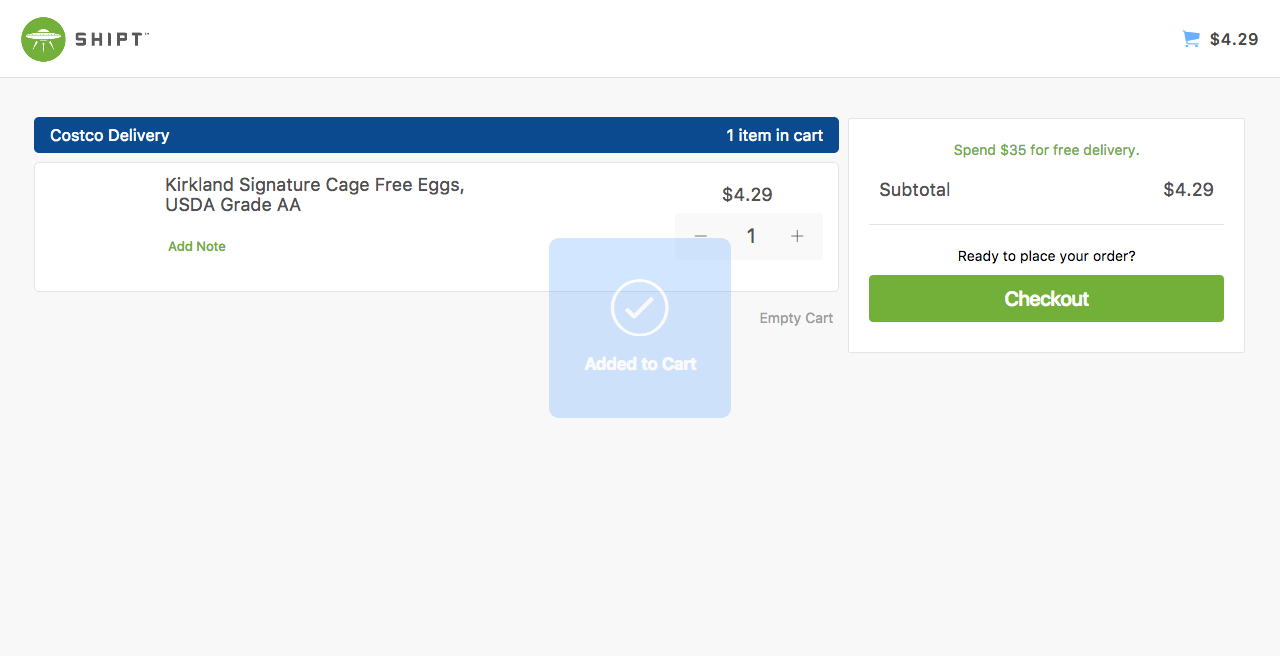 SHIPT™
$4.29
Costco Delivery
1 item in cart
Kirkland Signature Cage Free Eggs,
USDA Grade AA
$4.29
− 1 +
Add Note
Empty Cart
Added to Cart
Spend $35 for free delivery.
Subtotal
$4.29
Ready to place your order?
Checkout